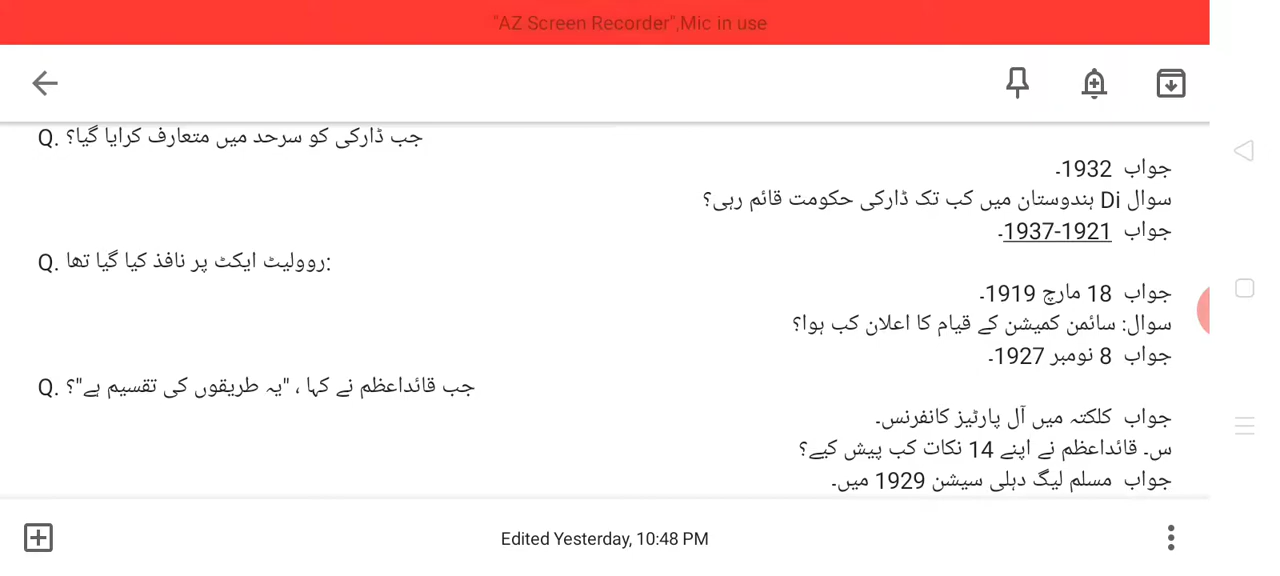 "AZ Screen Recorder",Mic in use
Q. جب ڈارکی کو سرحد میں متعارف کرایا گیا؟
جواب 1932۔
سوال Di ہندوستان میں کب تک ڈارکی حکومت قائم رہی؟
جواب 1921-1937۔
Q. روولیٹ ایکٹ پر نافذ کیا گیا تھا:
جواب 18 مارچ 1919۔
سوال: سائمن کمیشن کے قیام کا اعلان کب ہوا؟
جواب 8 نومبر 1927۔
Q. جب قائداعظم نے کہا ، "یہ طریقوں کی تقسیم ہے"؟
جواب کلکتہ میں آل پارٹیز کانفرنس۔
س۔ قائداعظم نے اپنے 14 نکات کب پیش کیے؟
جواب مسلم لیگ دہلی سیشن 1929 میں۔
Edited Yesterday, 10:48 PM